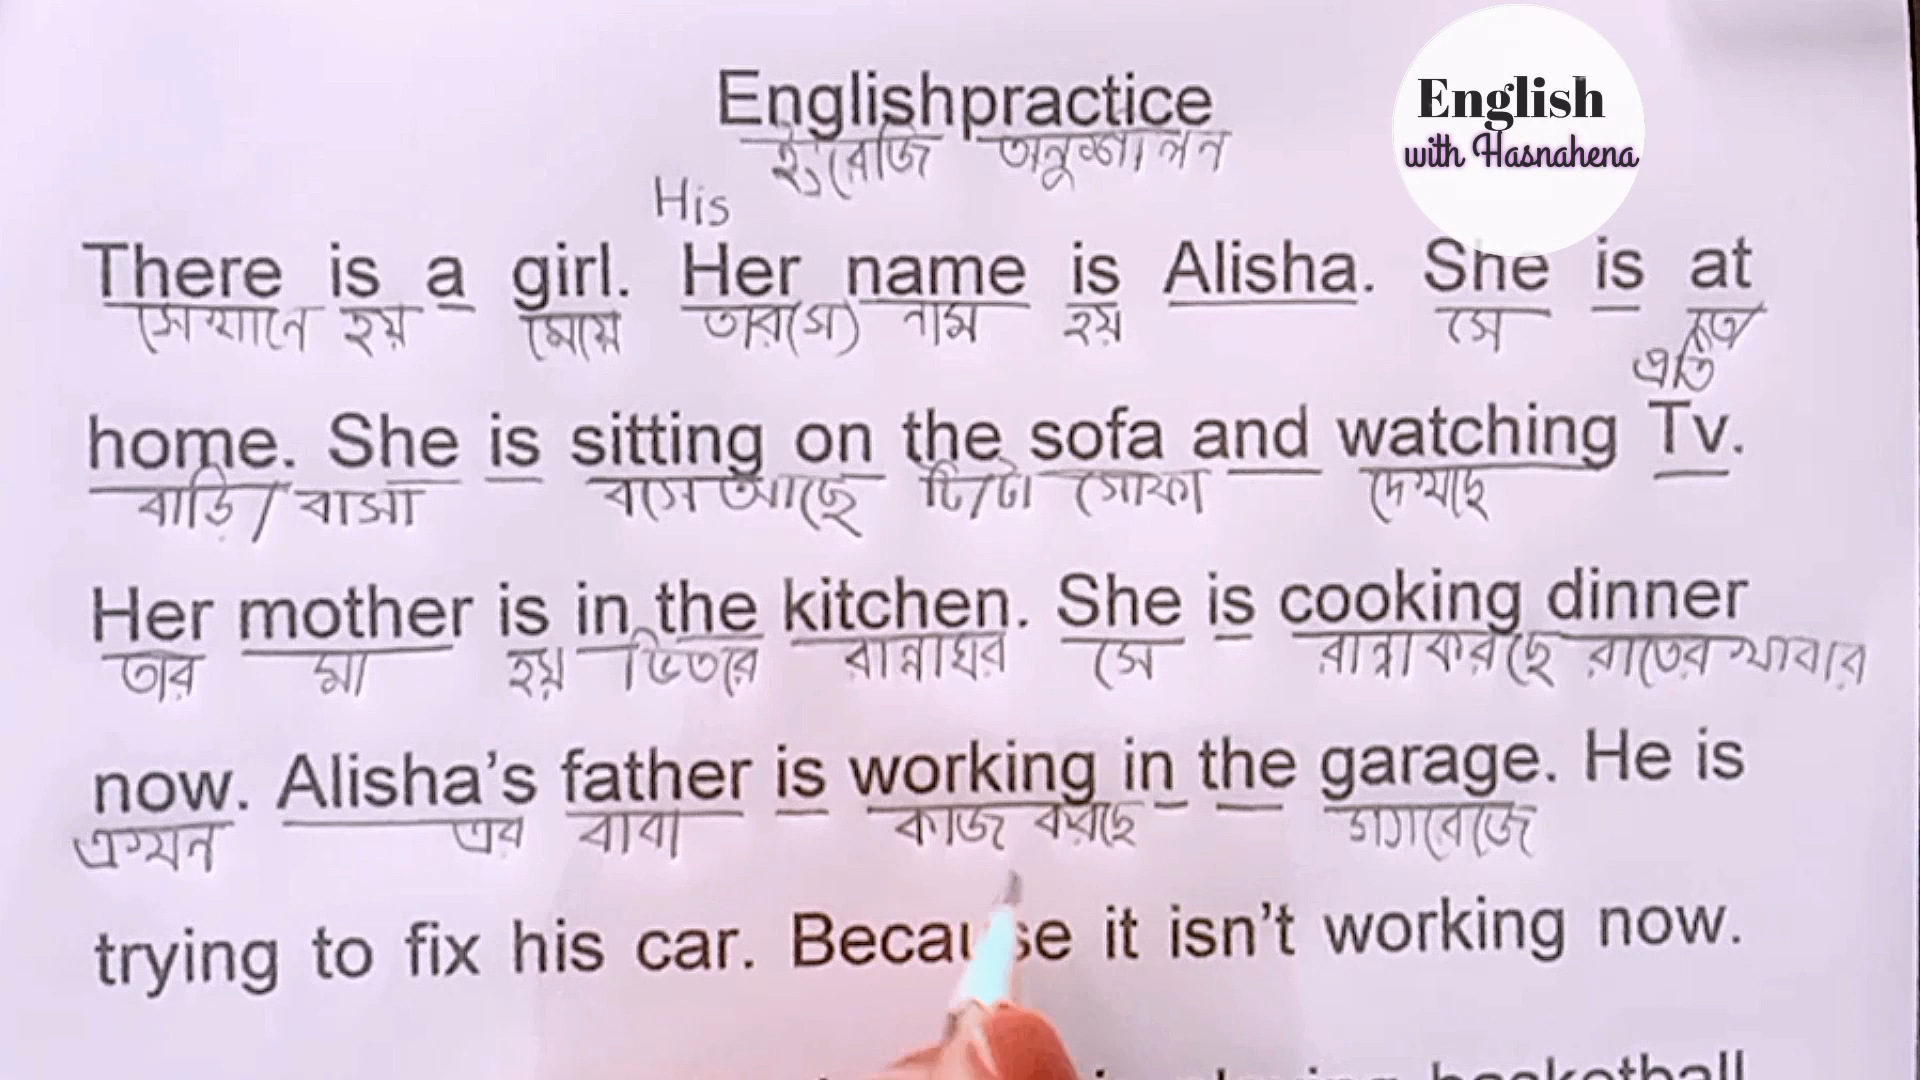 Englishpractice
English
with Hasnahena
ইংরেজি অনুশালন
His
There is a girl. Her name is Alisha. She is at
সেখানে হয় মেয়ে তার(সে) নাম হয় সে
প্রতি
home. She is sitting on the sofa and watching Tv.
বাড়ি / বাসা বসে আছে টি/টা সোফা দেখছে
Her mother is in the kitchen. She is cooking dinner
তার মা হয় ভিতরে রান্নাঘর সে রান্না করছে রাতের খাবার
now. Alisha's father is working in the garage. He is
এখন এর বাবা কাজ করছে গ্যারেজে
trying to fix his car. Because it isn't working now.
playing basketball